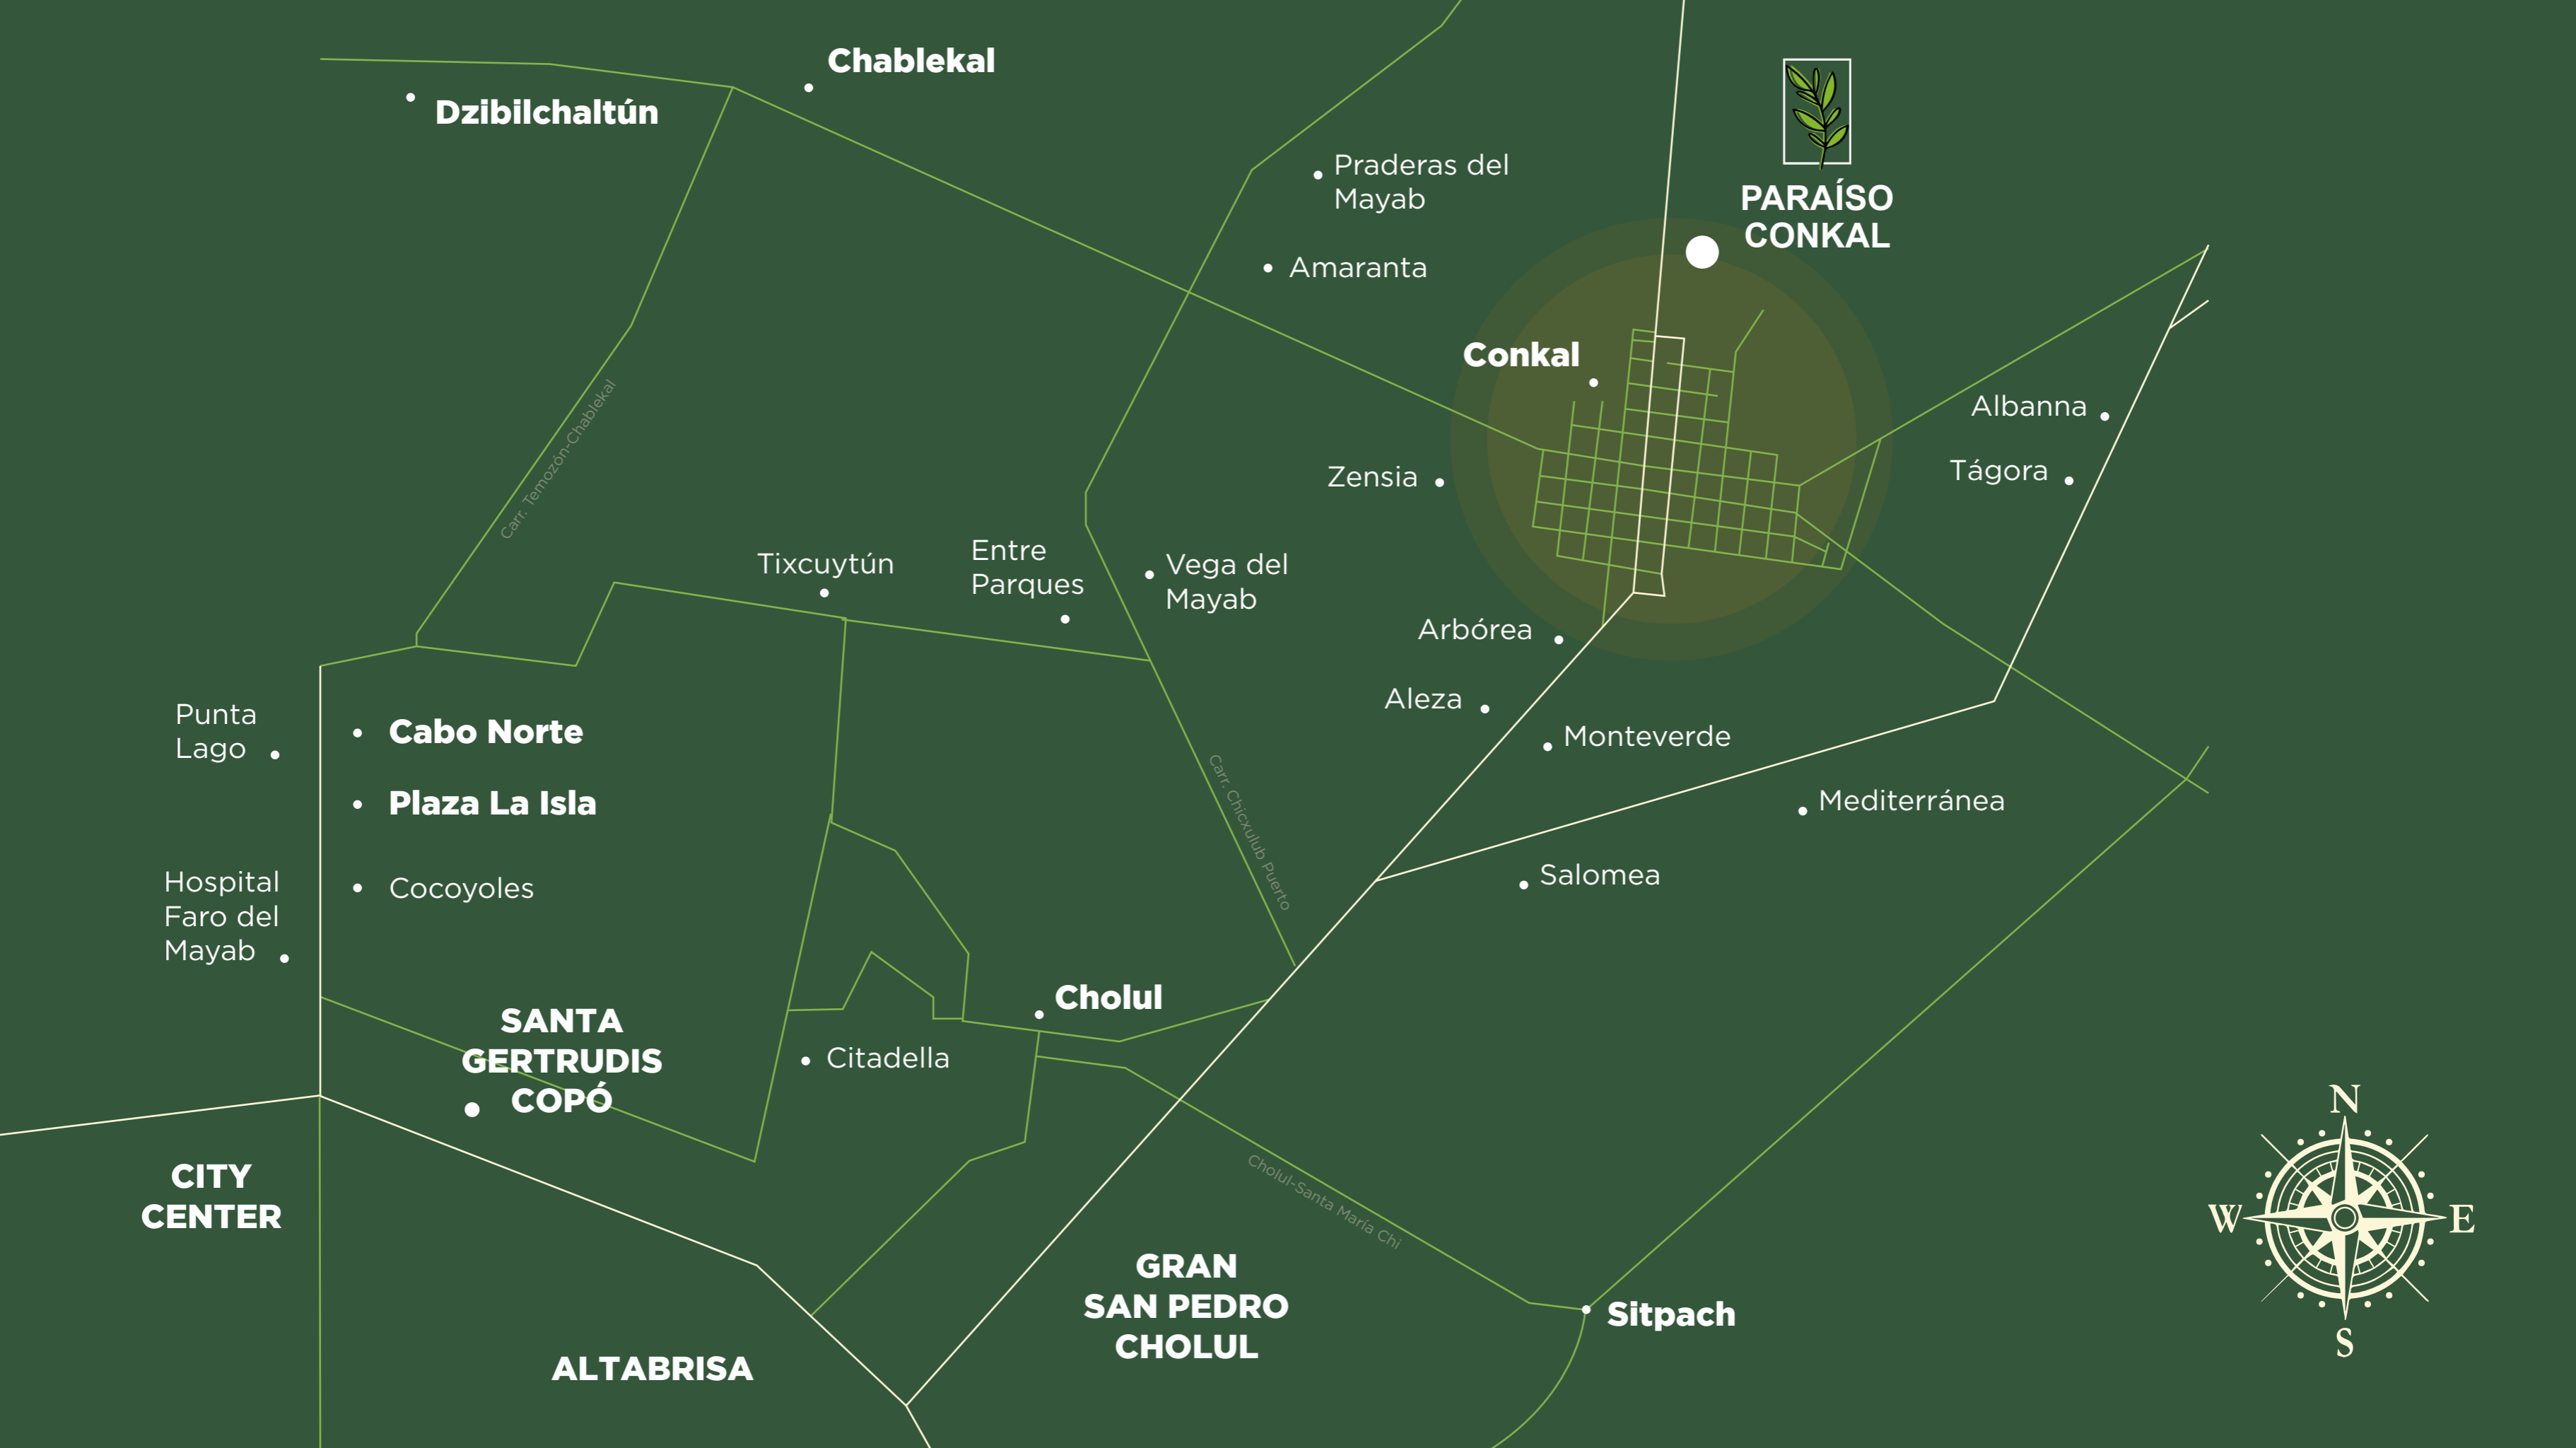 Chablekal
Dzibilchaltún
Praderas del
Mayab
PARAÍSO
CONKAL
Amaranta
Conkal
Albanna
Tágora
Zensia
Carr. Temozón-Chablekal
Tixcuytún
Entre
Parques
Vega del
Mayab
Arbórea
Aleza
Monteverde
Punta
Lago
Cabo Norte
Plaza La Isla
Mediterránea
Carr. Chicxulub Puerto
Salomea
Hospital
Faro del
Mayab
Cocoyoles
Cholul
SANTA
GERTRUDIS
COPÓ
Citadella
CITY
CENTER
Cholul-Santa María Chi
GRAN
SAN PEDRO
CHOLUL
Sitpach
ALTABRISA
N
W
E
S